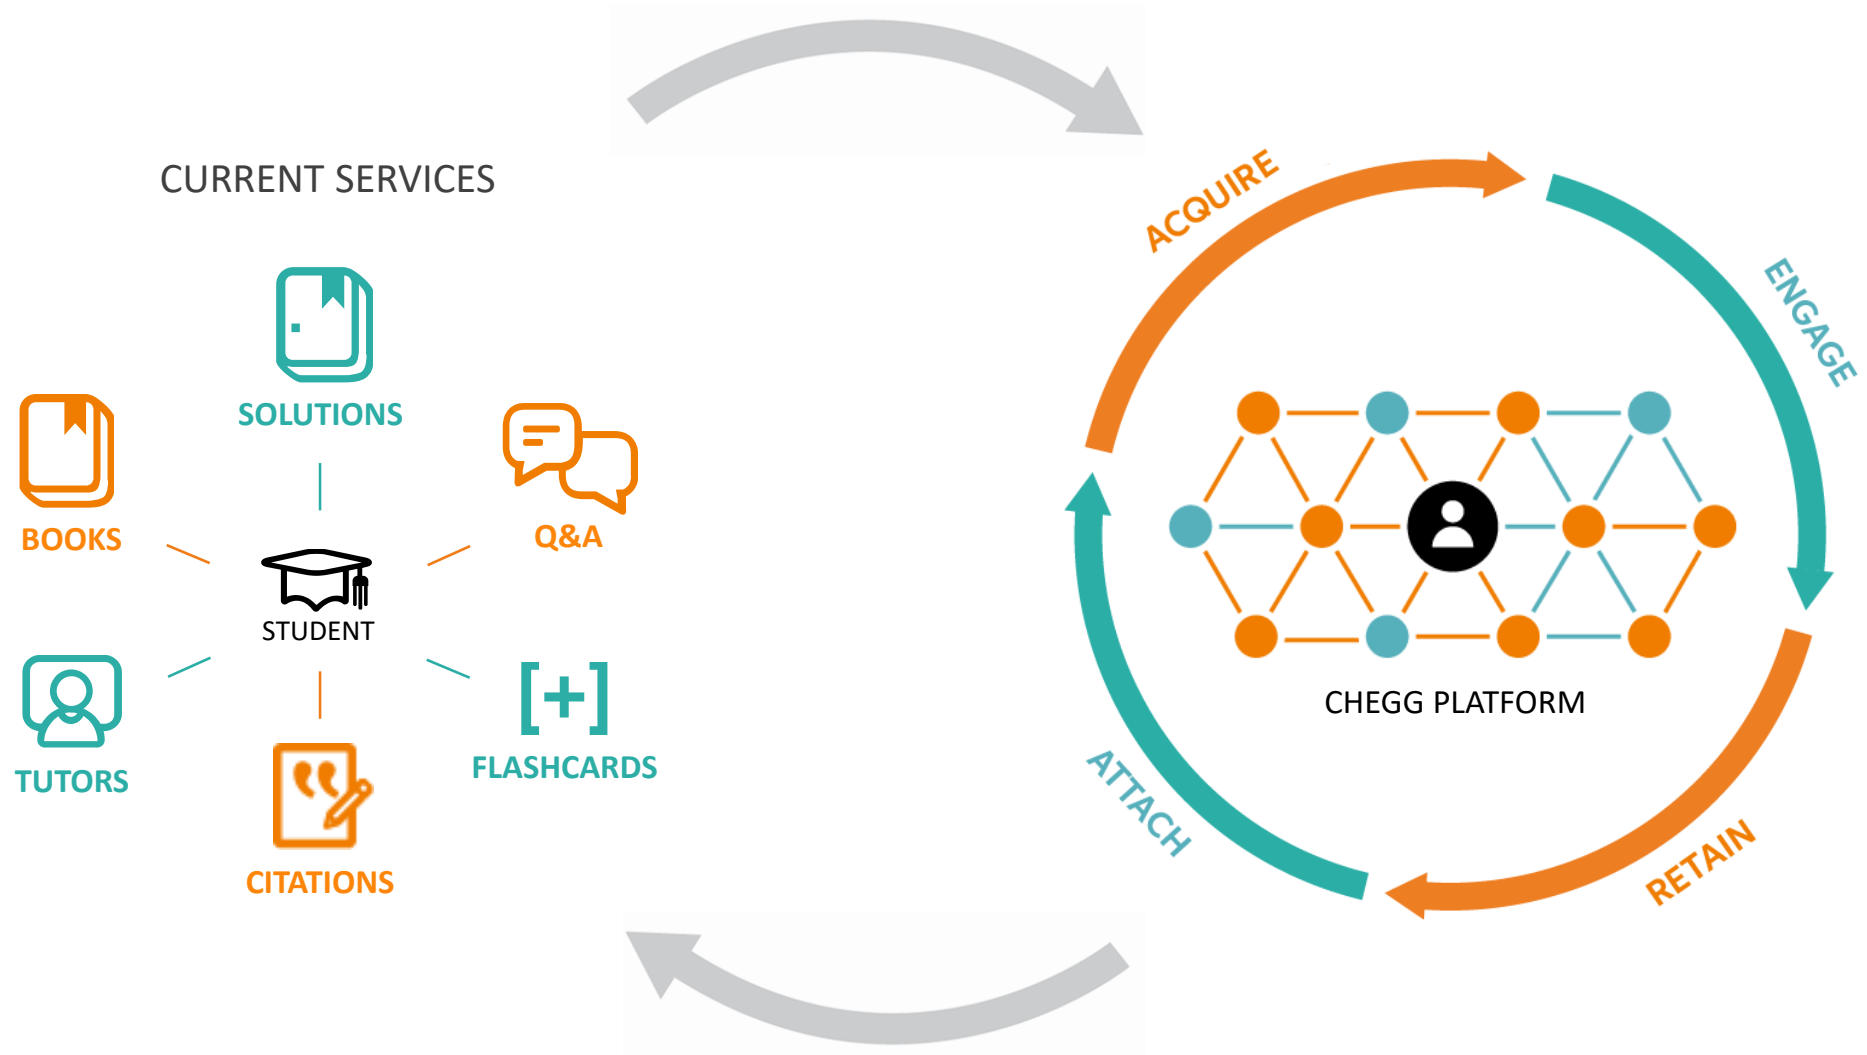 CURRENT SERVICES
SOLUTIONS
BOOKS
Q&A
STUDENT
TUTORS
FLASHCARDS
CITATIONS
ACQUIRE
ENGAGE
CHEGG PLATFORM
ATTACH
RETAIN